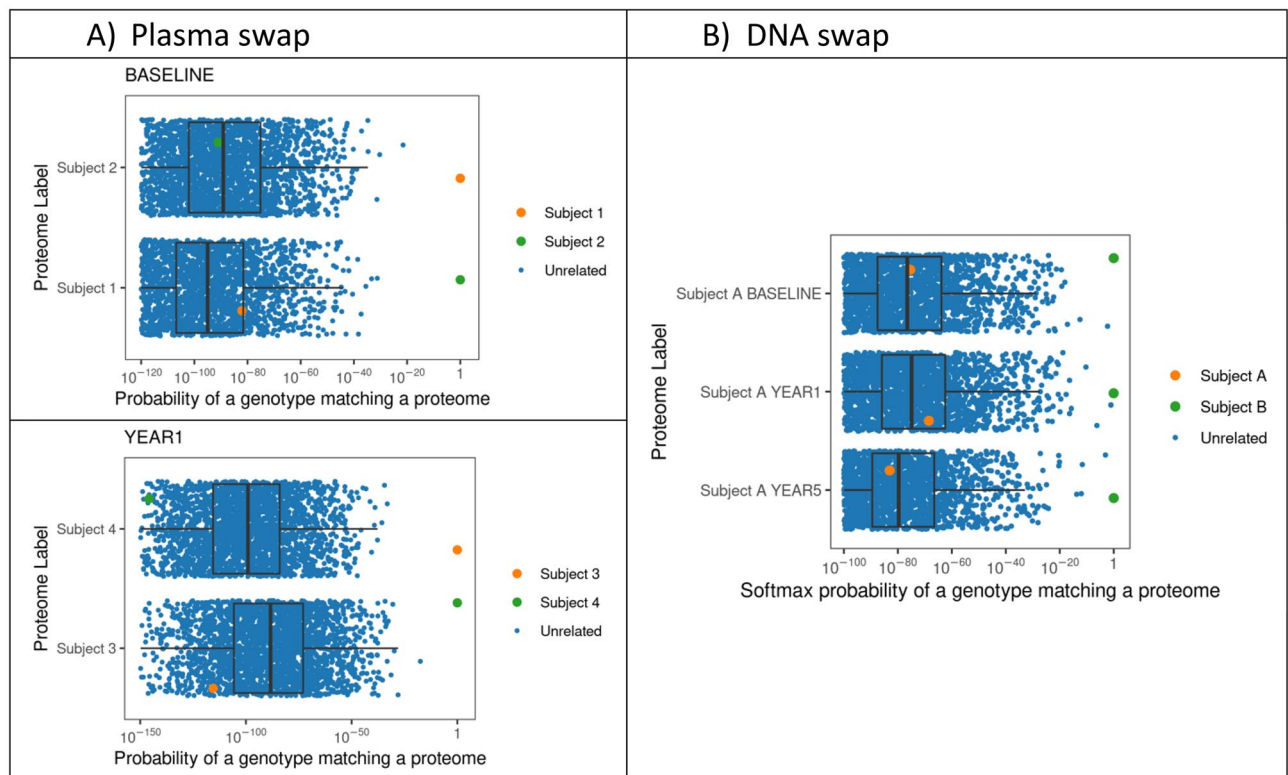 A) Plasma swap
B) DNA swap
BASELINE
Proteome Label
Subject 2
Subject 1
10^-120 10^-100 10^-80 10^-60 10^-40 10^-20 1
Probability of a genotype matching a proteome
Subject 1
Subject 2
Unrelated
YEAR1
Proteome Label
Subject 4
Subject 3
10^-150 10^-100 10^-50 1
Probability of a genotype matching a proteome
Subject 3
Subject 4
Unrelated
Proteome Label
Subject A BASELINE
Subject A YEAR1
Subject A YEAR5
10^-100 10^-80 10^-60 10^-40 10^-20 1
Softmax probability of a genotype matching a proteome
Subject A
Subject B
Unrelated